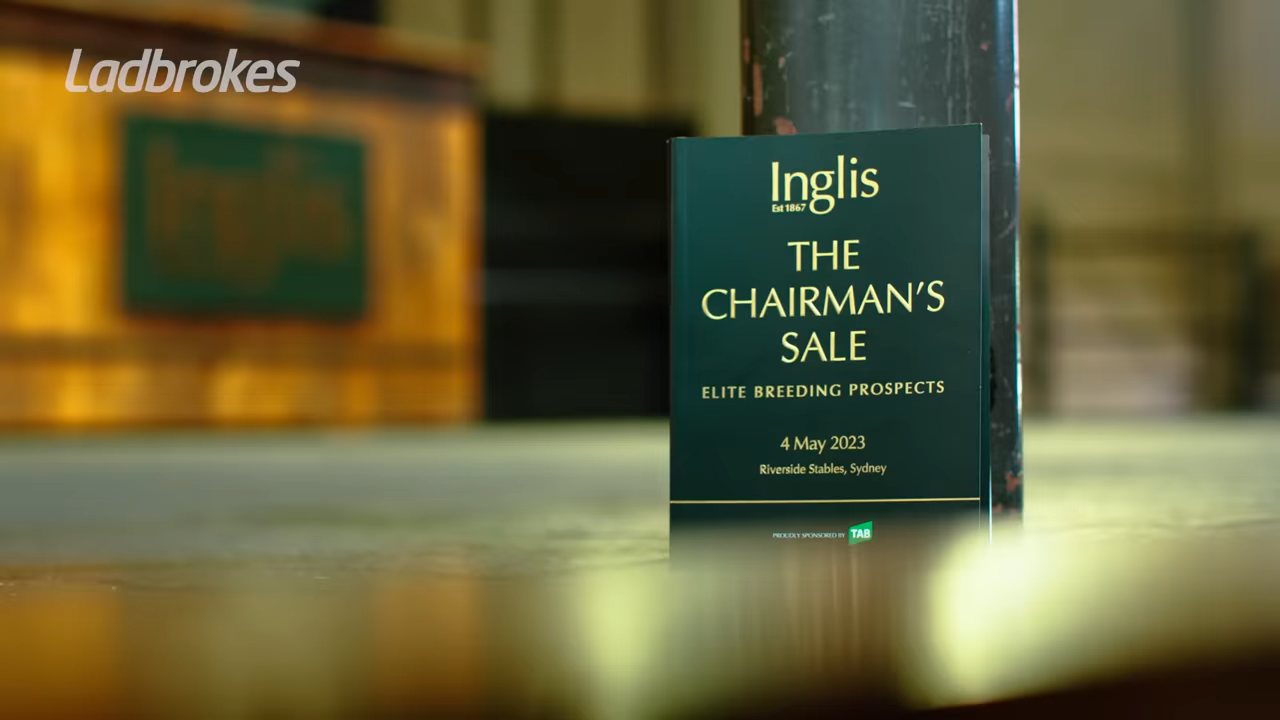 Ladbrokes
Inglis
Inglis
Est 1867
THE
CHAIRMAN'S
SALE
ELITE BREEDING PROSPECTS
4 May 2023
Riverside Stables, Sydney
PROUDLY SPONSORED BY TAB